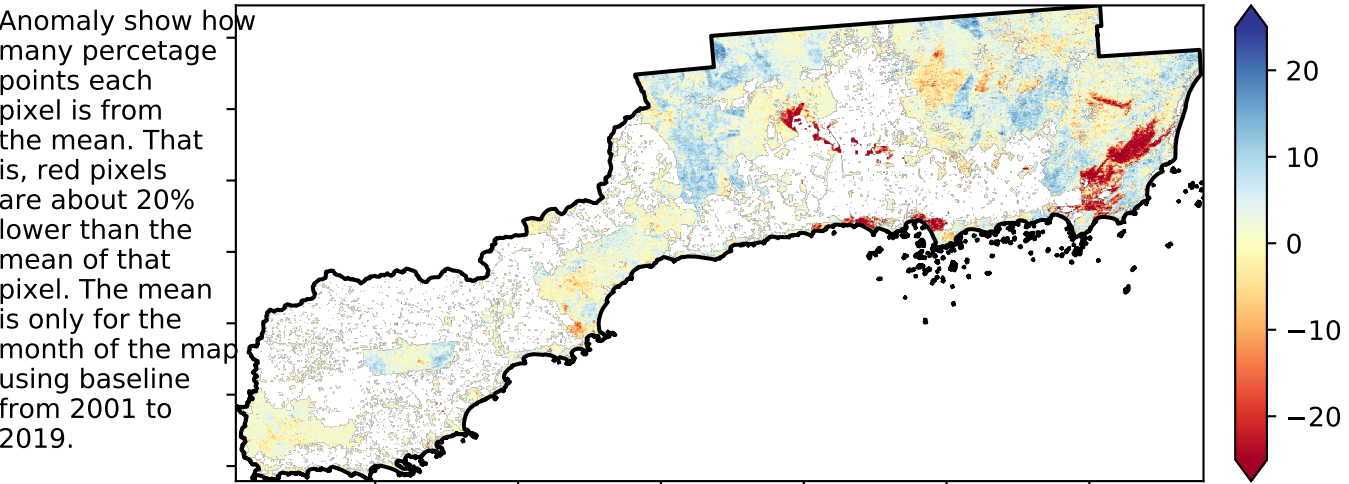 Anomaly show how
many percetage
points each
pixel is from
the mean. That
is, red pixels
are about 20%
lower than the
mean of that
pixel. The mean
is only for the
month of the map
using baseline
from 2001 to
2019.
20
10
0
−10
−20